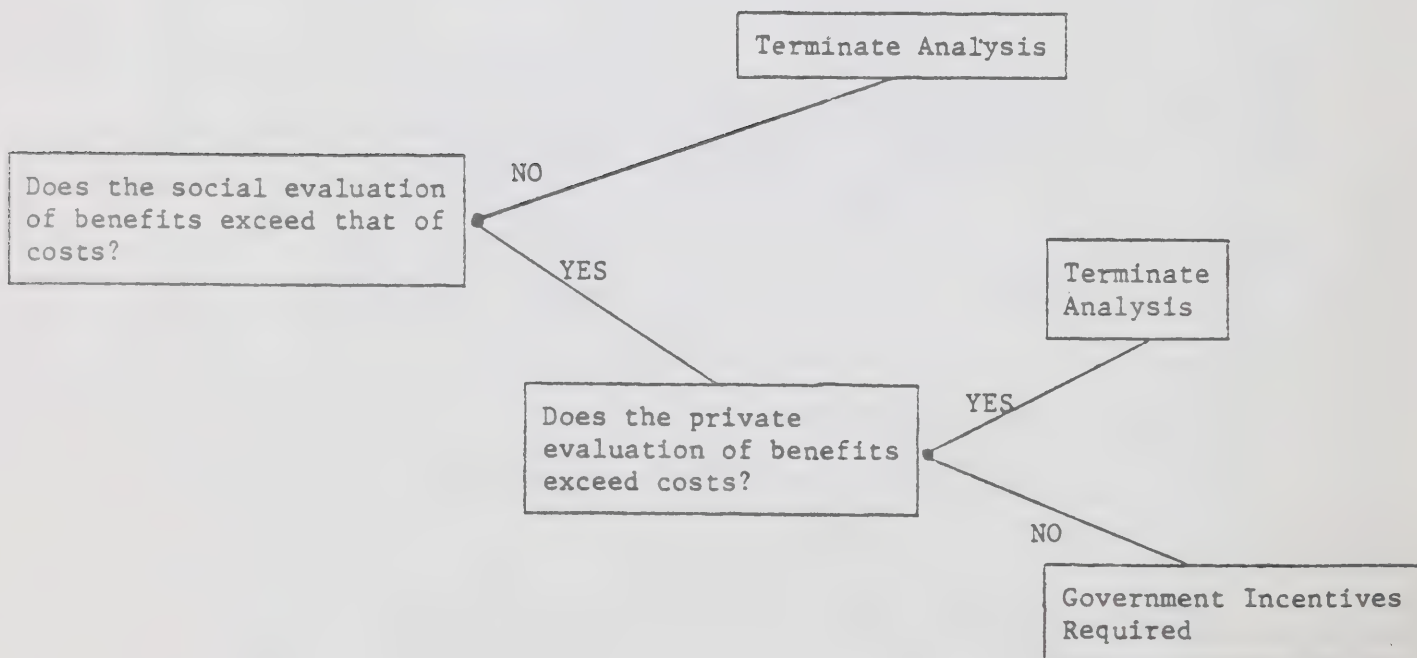 Terminate Analysis
NO
Does the social evaluation
of benefits exceed that of
costs?
YES
Terminate
Analysis
Does the private
evaluation of benefits
exceed costs?
YES
NO
Government Incentives
Required